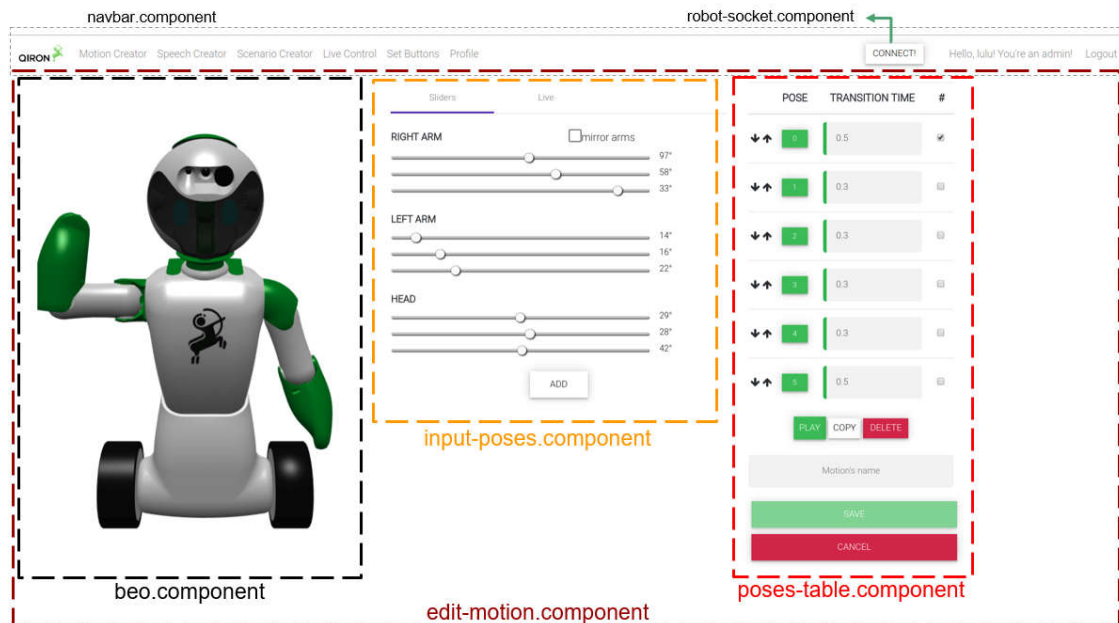 navbar.component
robot-socket.component
QIRON Motion Creator Speech Creator Scenario Creator Live Control Set Buttons Profile CONNECT! Hello, lulu! You're an admin! Logout
Sliders Live
RIGHT ARM mirror arms
97°
58°
33°
LEFT ARM
14°
16°
22°
HEAD
29°
28°
42°
ADD
input-poses.component
POSE TRANSITION TIME #
0 0.5
1 0.3
2 0.3
3 0.3
4 0.3
5 0.5
PLAY COPY DELETE
Motion's name
SAVE
CANCEL
beo.component
poses-table.component
edit-motion.component